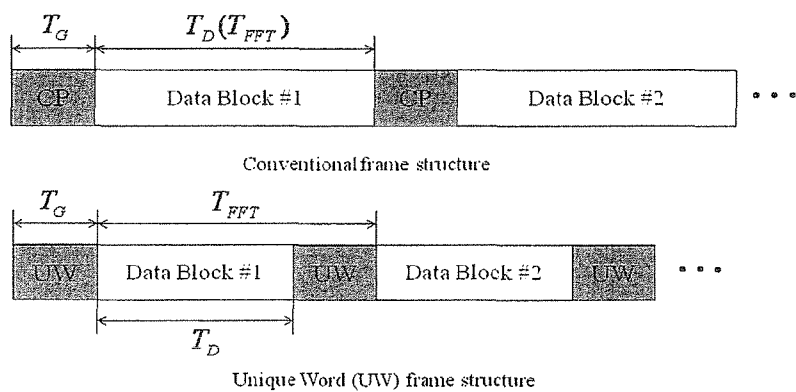 T_G T_D(T_FFT)
CP Data Block #1 CP Data Block #2 ...
Conventional frame structure
T_G T_FFT
UW Data Block #1 UW Data Block #2 UW ...
T_D
Unique Word (UW) frame structure